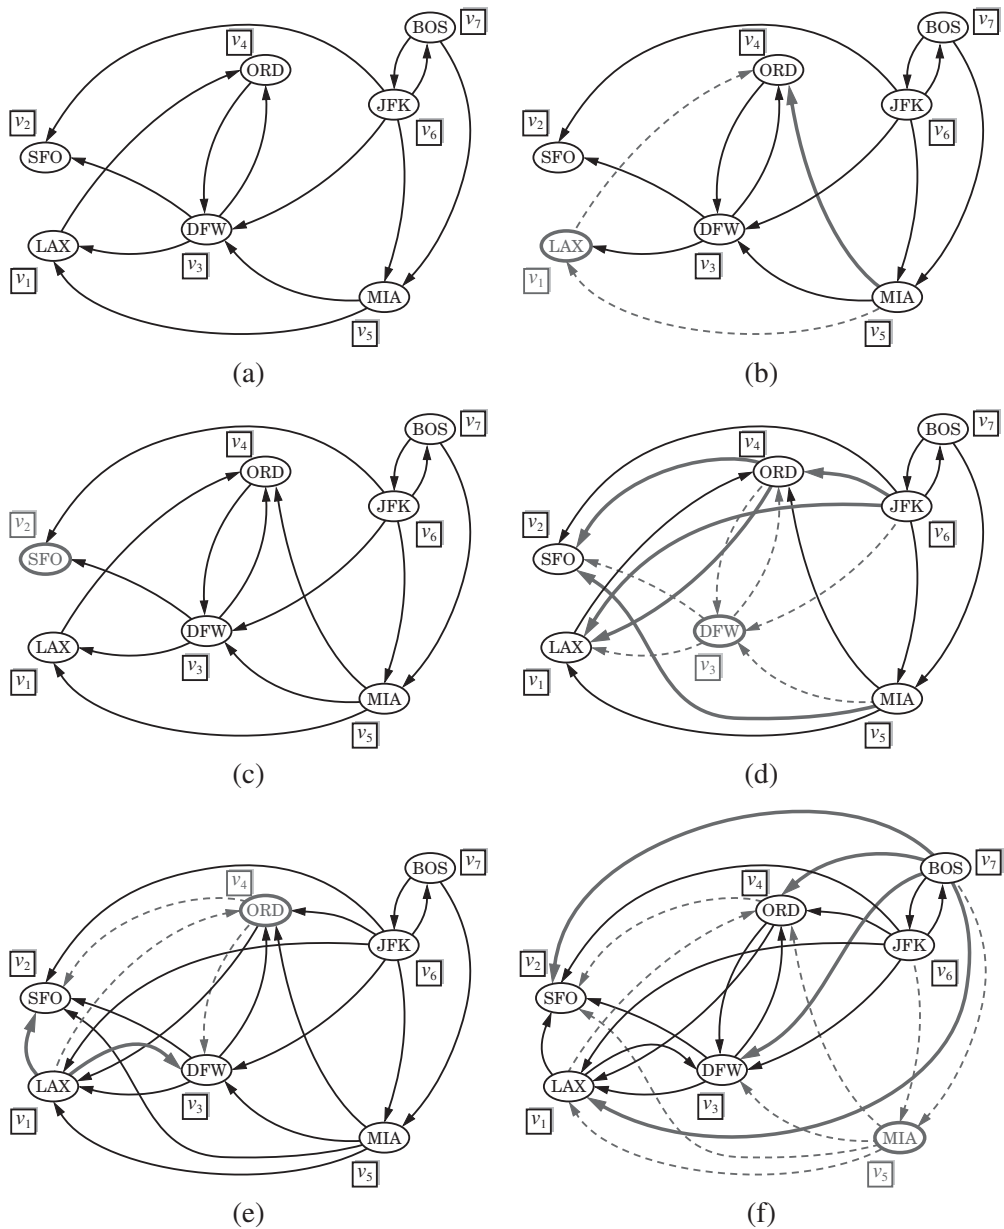 BOS v7
v4
ORD
JFK
v2
v6
SFO
DFW
LAX
v3
v1
MIA
v5
(a)
BOS v7
v4
ORD
JFK
v2
v6
SFO
DFW
LAX
v3
v1
MIA
v5
(b)
BOS v7
v4
ORD
JFK
v2
v6
SFO
DFW
LAX
v3
v1
MIA
v5
(c)
BOS v7
v4
ORD
JFK
v2
v6
SFO
DFW
LAX
v3
v1
MIA
v5
(d)
BOS v7
v4
ORD
JFK
v2
v6
SFO
DFW
LAX
v3
v1
MIA
v5
(e)
BOS v7
v4
ORD
JFK
v2
v6
SFO
DFW
LAX
v3
v1
MIA
v5
(f)